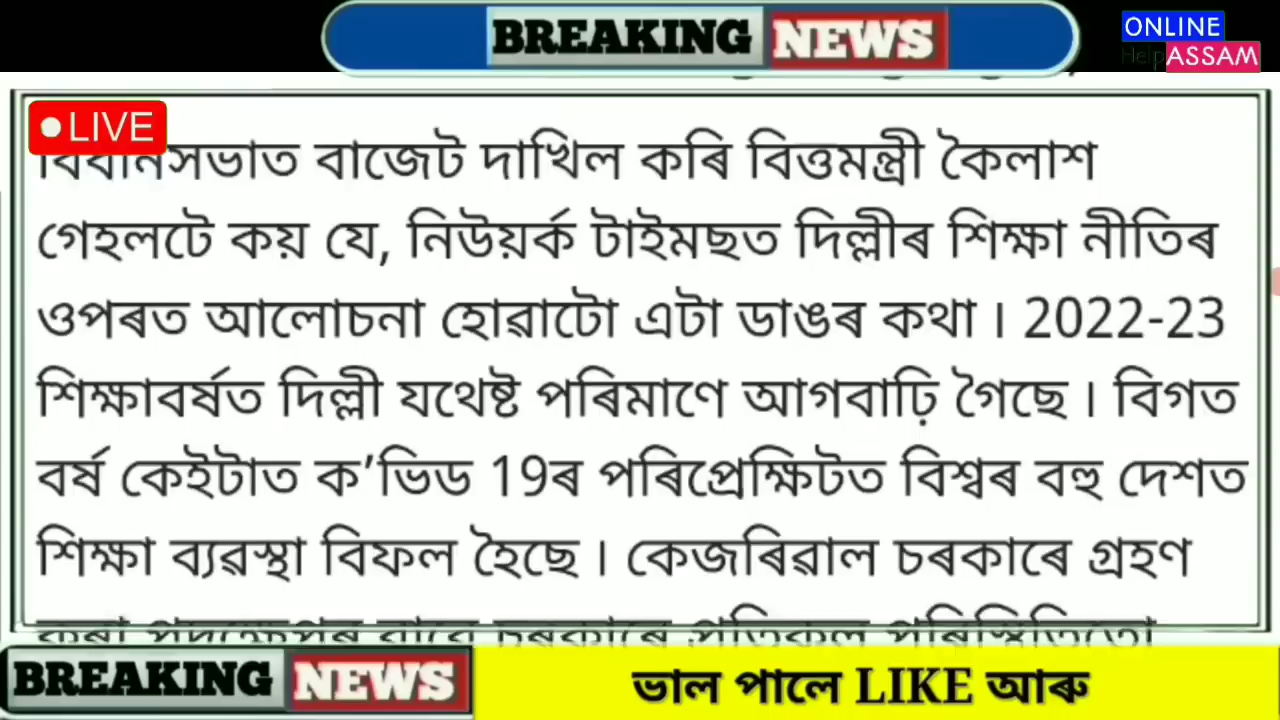 BREAKING NEWS
ONLINE
Help ASSAM
LIVE
বিধানসভাত বাজেট দাখিল কৰি বিত্তমন্ত্ৰী কৈলাশ
গেহলটে কয় যে, নিউয়ৰ্ক টাইমছত দিল্লীৰ শিক্ষা নীতিৰ
ওপৰত আলোচনা হোৱাটো এটা ডাঙৰ কথা । 2022-23
শিক্ষাবৰ্ষত দিল্লী যথেষ্ট পৰিমাণে আগবাঢ়ি গৈছে । বিগত
বৰ্ষ কেইটাত ক’ভিড 19ৰ পৰিপ্ৰেক্ষিটত বিশ্বৰ বহু দেশত
শিক্ষা ব্যৱস্থা বিফল হৈছে । কেজৰিৱাল চৰকাৰে গ্ৰহণ
BREAKING NEWS
ভাল পালে LIKE আৰু